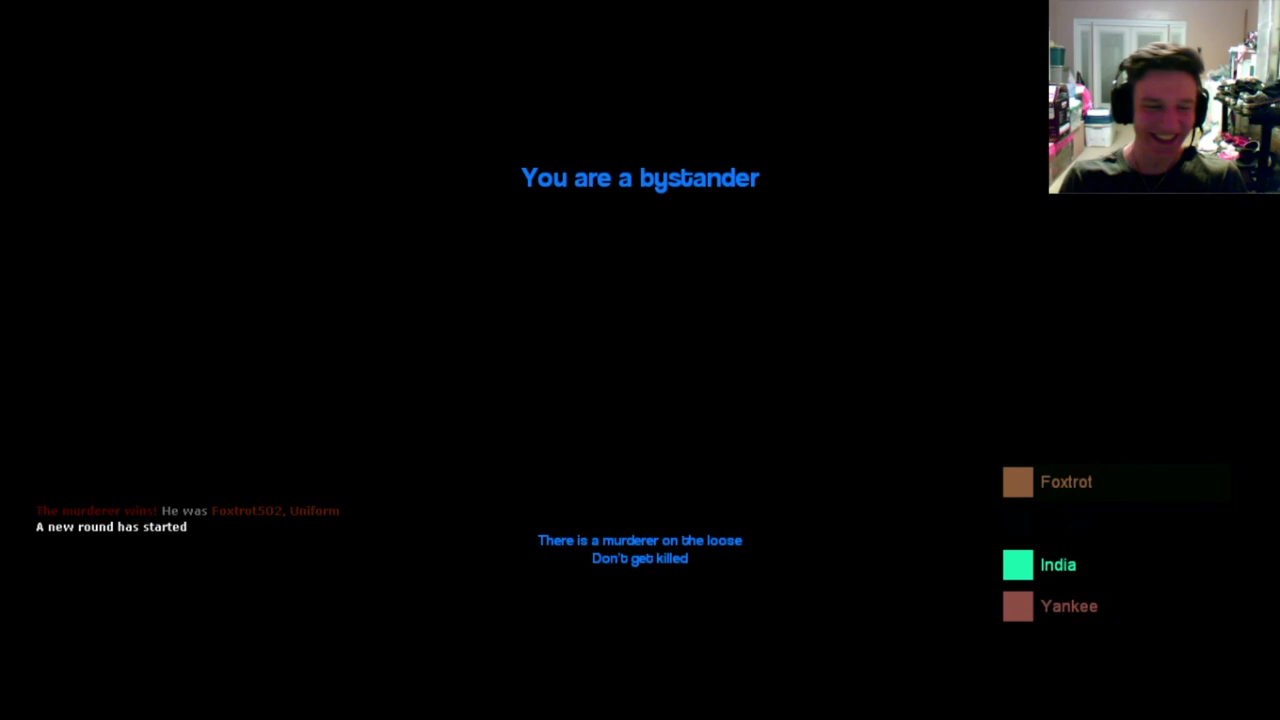 You are a bystander
The murderer wins! He was Foxtrot502, Uniform
A new round has started
There is a murderer on the loose
Don't get killed
Foxtrot
India
Yankee